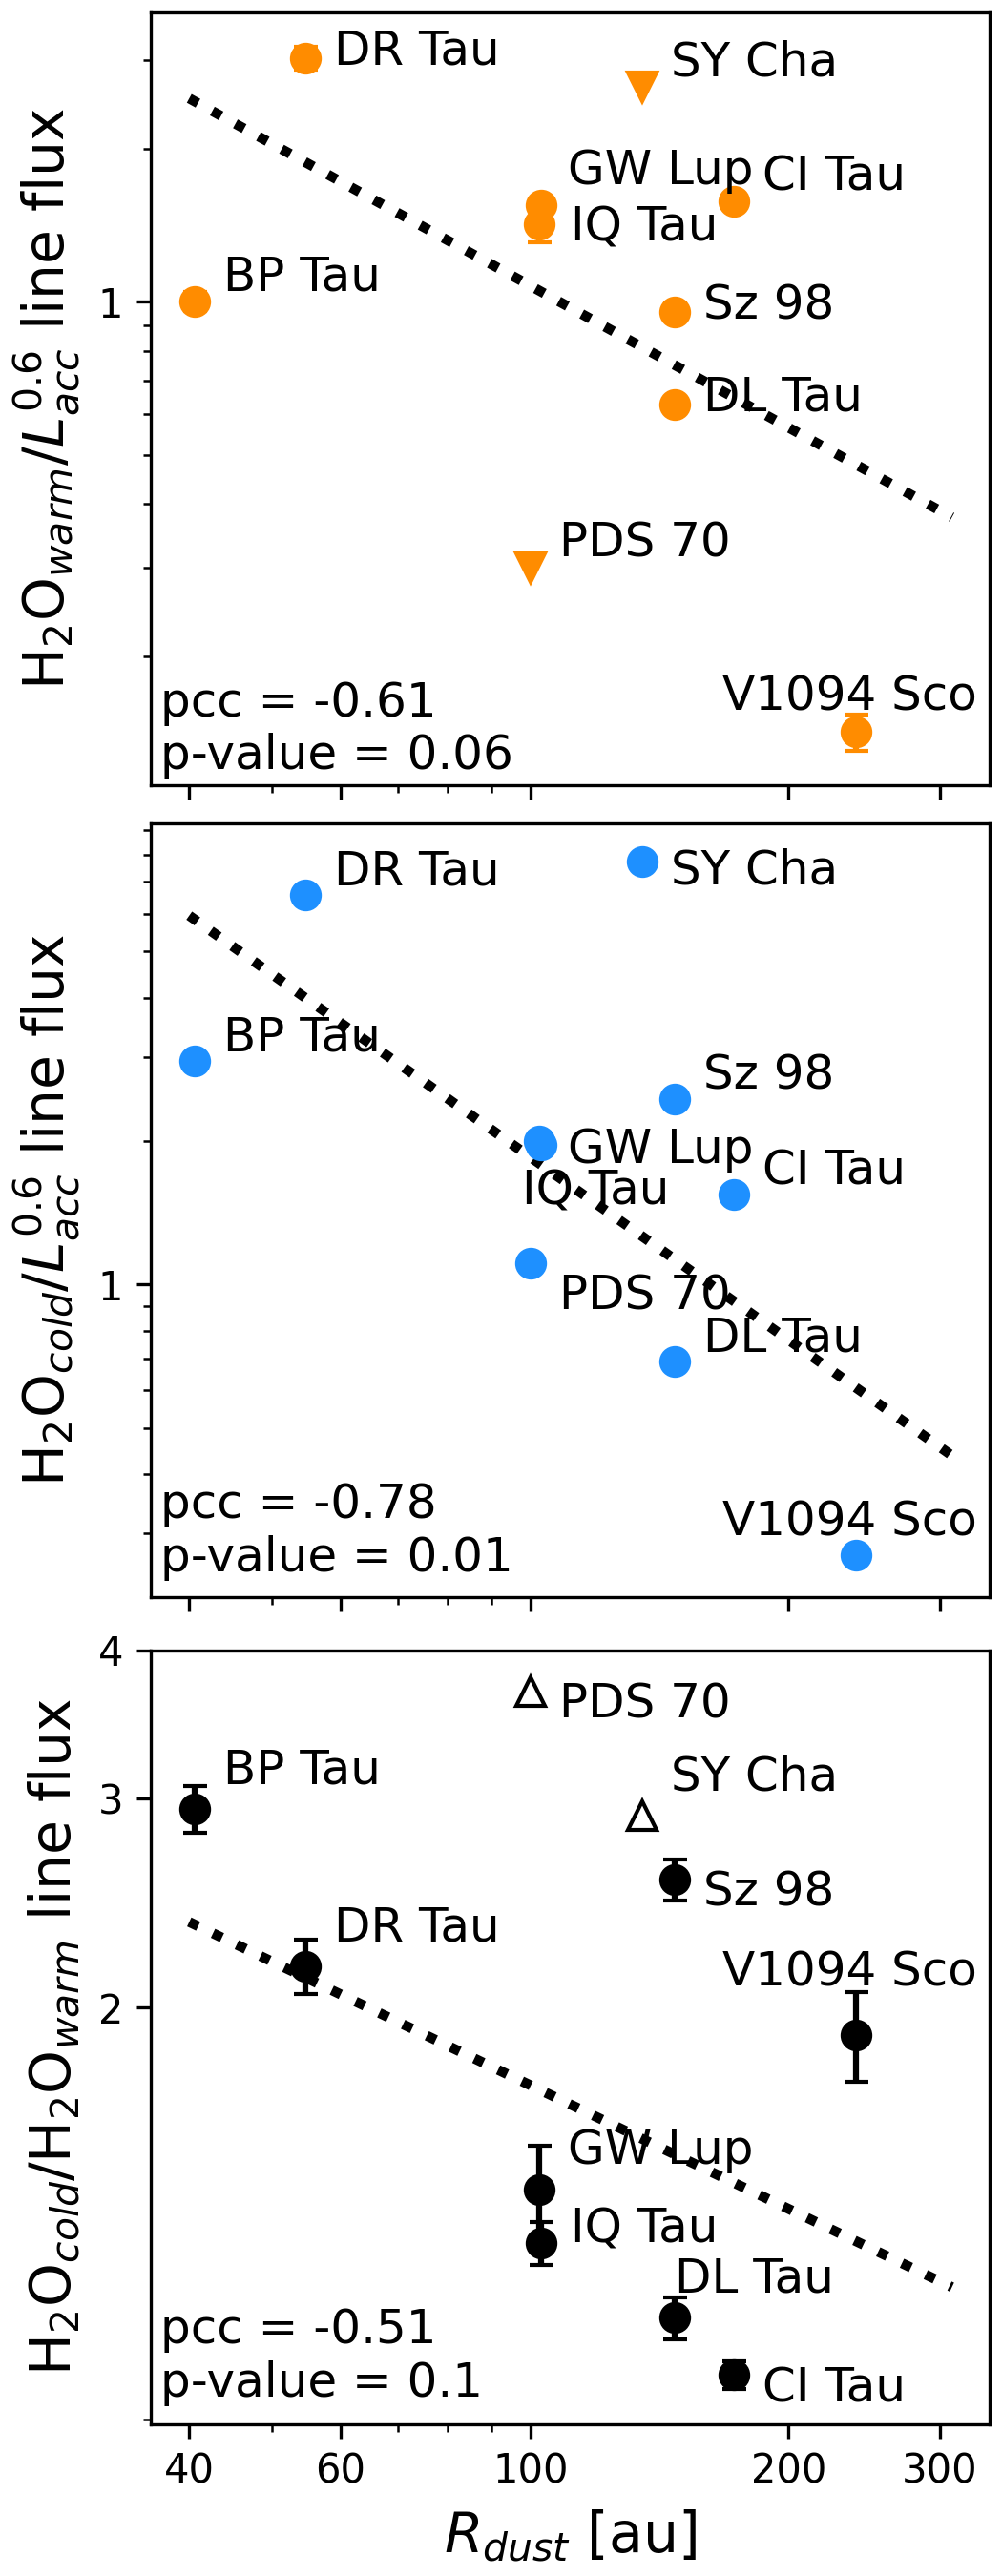 DR Tau
SY Cha
GW Lup
CI Tau
IQ Tau
BP Tau
Sz 98
DL Tau
PDS 70
V1094 Sco
pcc = -0.61
p-value = 0.06
1
H₂O_warm/L_acc^0.6 line flux
DR Tau
SY Cha
BP Tau
Sz 98
GW Lup
CI Tau
IQ Tau
PDS 70
DL Tau
V1094 Sco
pcc = -0.78
p-value = 0.01
1
H₂O_cold/L_acc^0.6 line flux
PDS 70
BP Tau
SY Cha
Sz 98
DR Tau
V1094 Sco
GW Lup
IQ Tau
DL Tau
CI Tau
pcc = -0.51
p-value = 0.1
4
3
2
H₂O_cold/H₂O_warm line flux
40 60 100 200 300
R_dust [au]